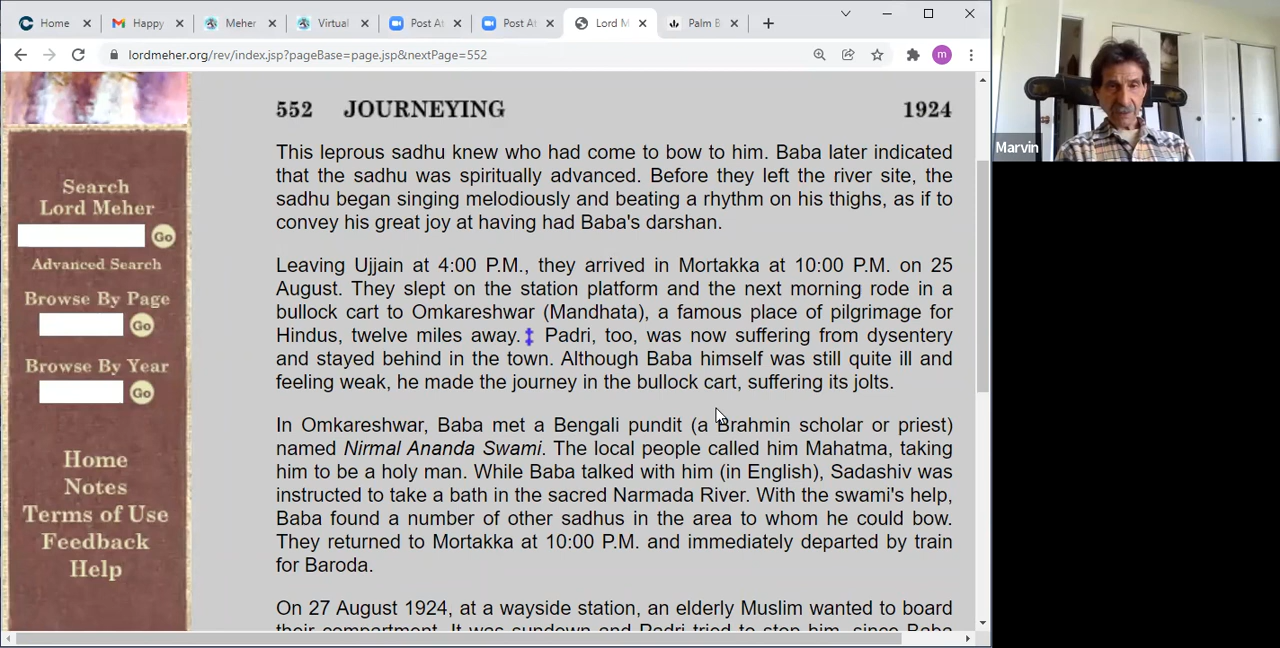 Home
Happy
Meher
Virtual
Post At
Post At
Lord M
Palm B
lordmeher.org/rev/index.jsp?pageBase=page.jsp&nextPage=552
m
Search
Lord Meher
Go
Advanced Search
Browse By Page
Go
Browse By Year
Go
Home
Notes
Terms of Use
Feedback
Help
552 JOURNEYING 1924
This leprous sadhu knew who had come to bow to him. Baba later indicated
that the sadhu was spiritually advanced. Before they left the river site, the
sadhu began singing melodiously and beating a rhythm on his thighs, as if to
convey his great joy at having had Baba's darshan.
Leaving Ujjain at 4:00 P.M., they arrived in Mortakka at 10:00 P.M. on 25
August. They slept on the station platform and the next morning rode in a
bullock cart to Omkareshwar (Mandhata), a famous place of pilgrimage for
Hindus, twelve miles away.‡ Padri, too, was now suffering from dysentery
and stayed behind in the town. Although Baba himself was still quite ill and
feeling weak, he made the journey in the bullock cart, suffering its jolts.
In Omkareshwar, Baba met a Bengali pundit (a Brahmin scholar or priest)
named Nirmal Ananda Swami. The local people called him Mahatma, taking
him to be a holy man. While Baba talked with him (in English), Sadashiv was
instructed to take a bath in the sacred Narmada River. With the swami's help,
Baba found a number of other sadhus in the area to whom he could bow.
They returned to Mortakka at 10:00 P.M. and immediately departed by train
for Baroda.
On 27 August 1924, at a wayside station, an elderly Muslim wanted to board
their compartment. It was sundown and Padri tried to stop him, since Baba
Marvin